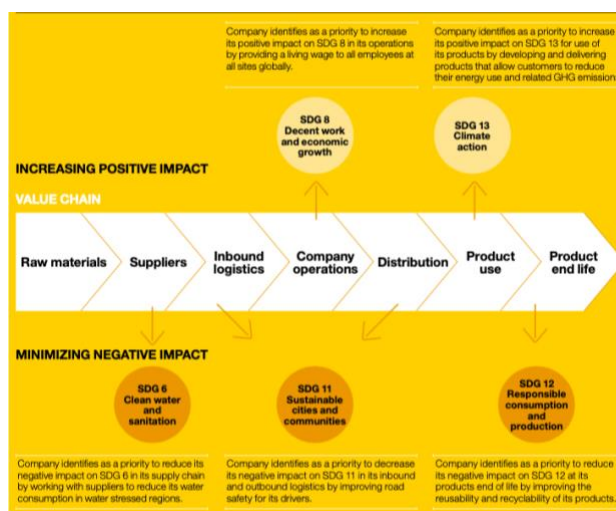 Company identifies as a priority to increase
its positive impact on SDG 8 in its operations
by providing a living wage to all employees at
all sites globally.
Company identifies as a priority to increase
its positive impact on SDG 13 for use of
its products by developing and delivering
products that allow customers to reduce
their energy use and related GHG emission
SDG 8
Decent work
and economic
growth
SDG 13
Climate
action
INCREASING POSITIVE IMPACT
VALUE CHAIN
Raw materials
Suppliers
Inbound
logistics
Company
operations
Distribution
Product
use
Product
end life
MINIMIZING NEGATIVE IMPACT
SDG 6
Clean water
and
sanitation
SDG 11
Sustainable
cities and
communities
SDG 12
Responsible
consumption
and
production
Company identifies as a priority to reduce its
negative impact on SDG 6 in its supply chain
by working with suppliers to reduce its water
consumption in water stressed regions.
Company identifies as a priority to decrease
its negative impact on SDG 11 in its inbound
and outbound logistics by improving road
safety for its drivers.
Company identifies as a priority to reduce
its negative impact on SDG 12 at its
products end of life by improving the
reusability and recyclability of its products.